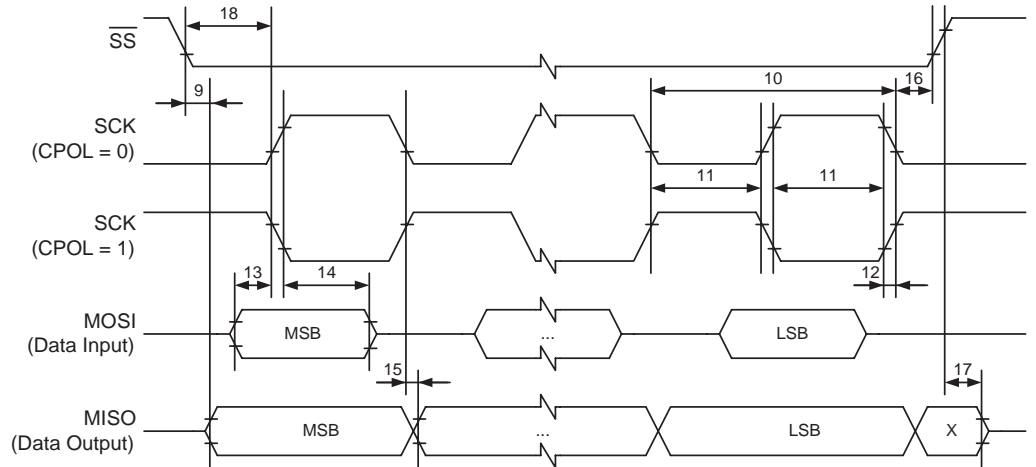 18
SS
9
10
16
SCK
(CPOL = 0)
11
11
SCK
(CPOL = 1)
13
14
12
MOSI
(Data Input)
MSB
...
LSB
15
17
MISO
(Data Output)
MSB
...
LSB
X